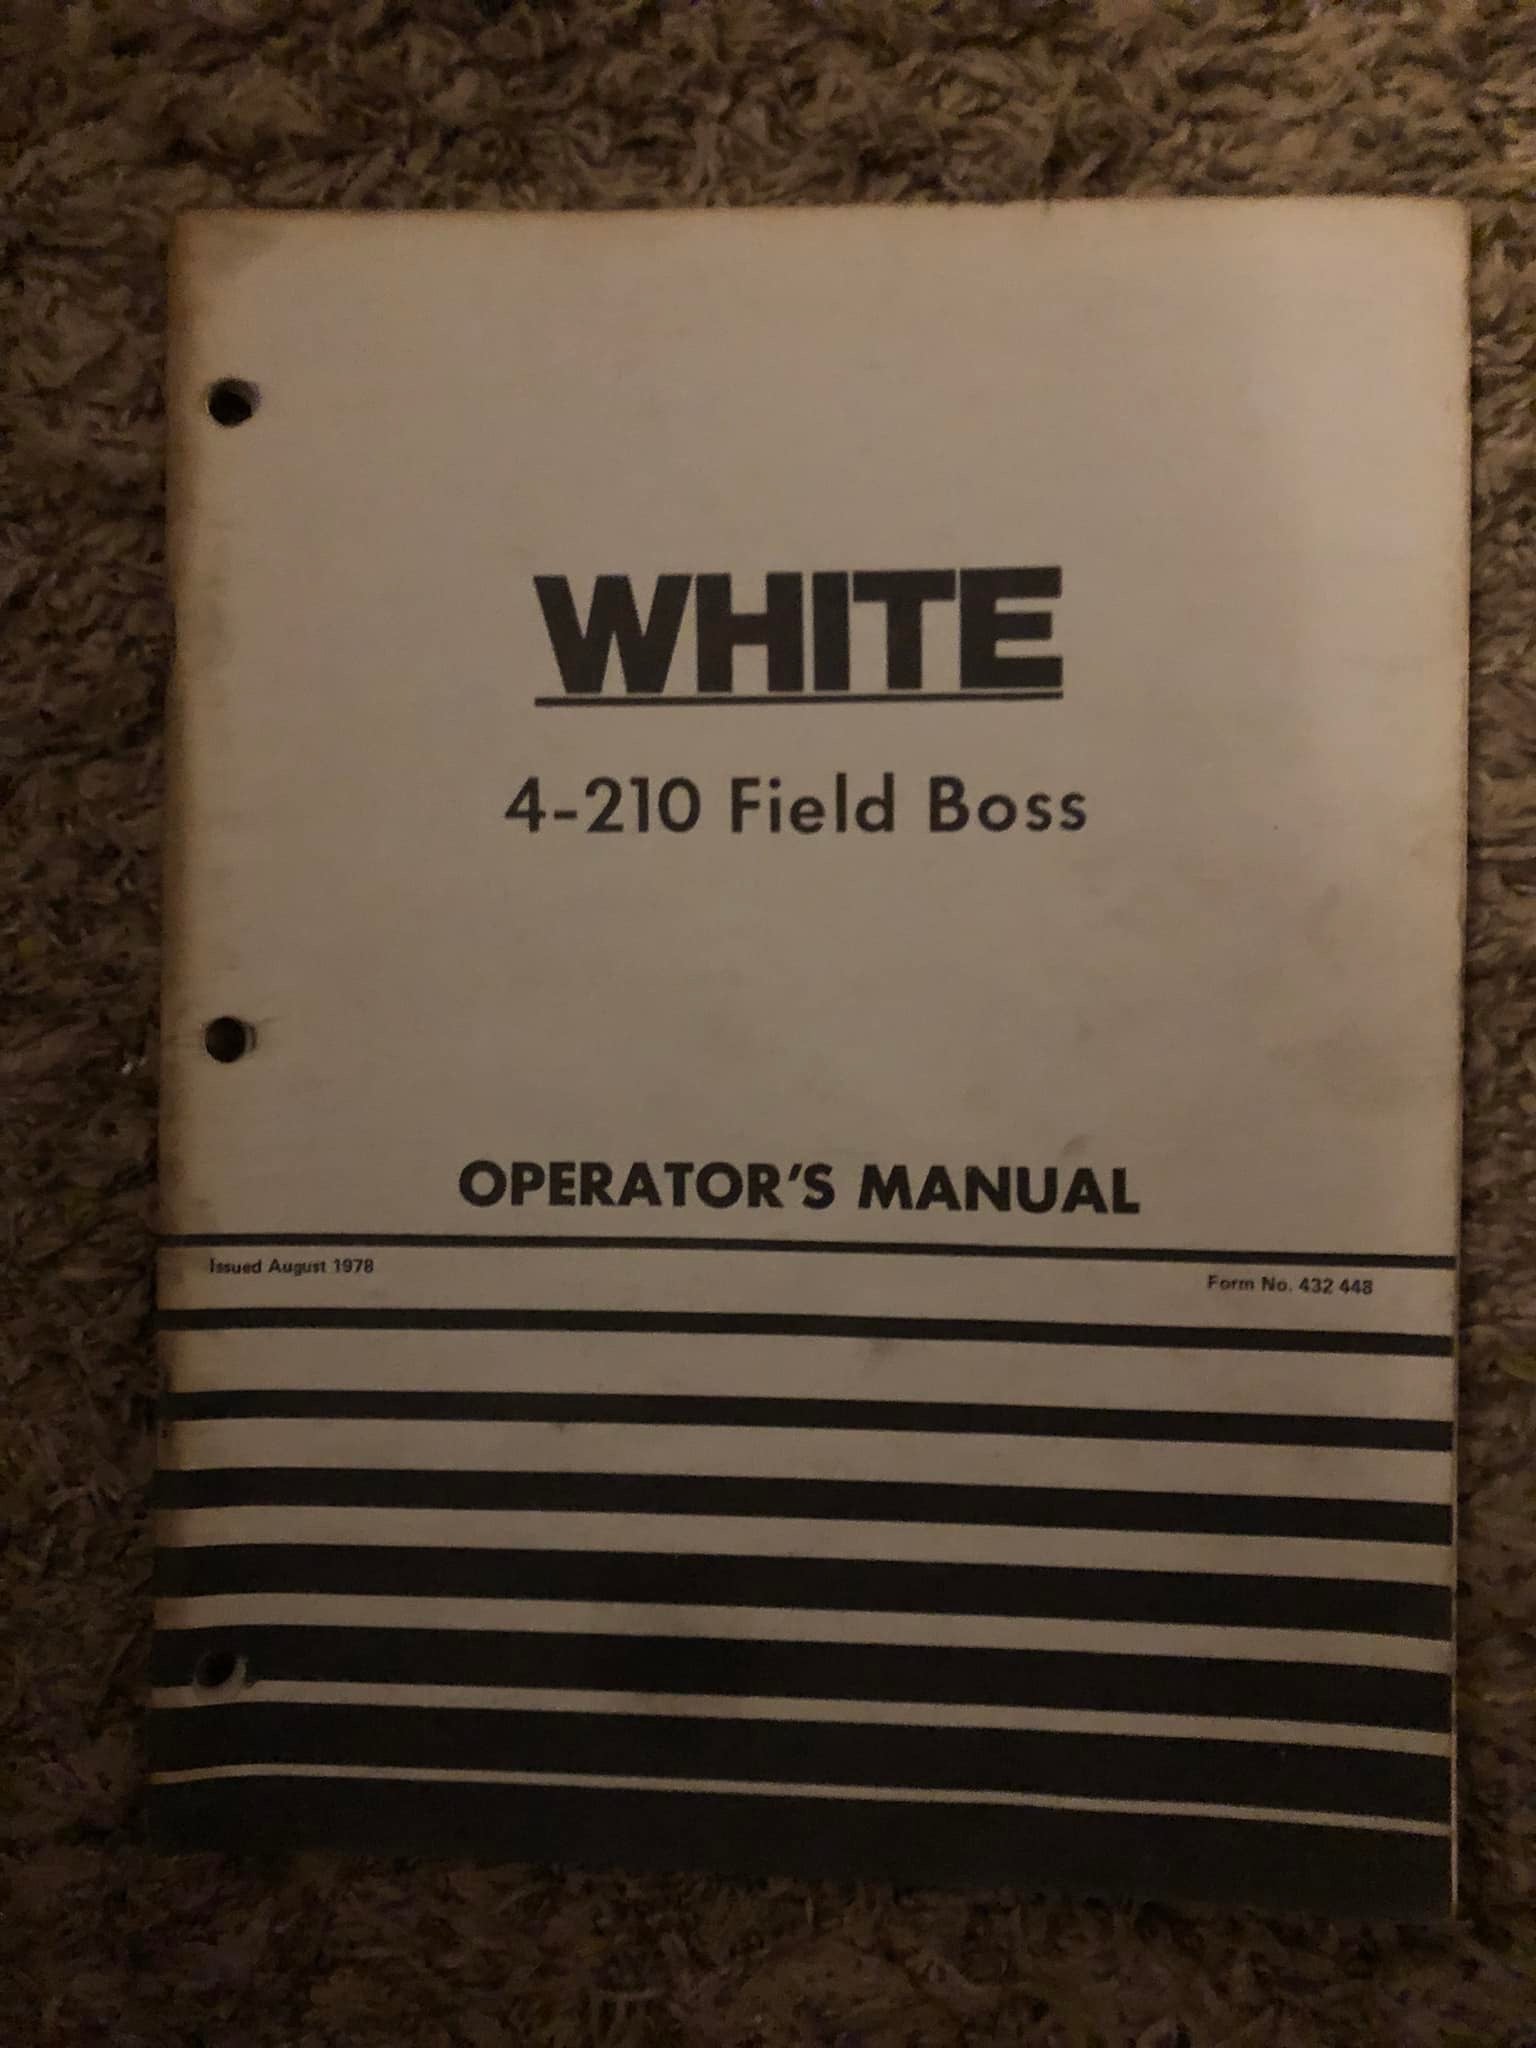 WHITE
4-210 Field Boss
OPERATOR'S MANUAL
Issued August 1978
Form No. 432 448